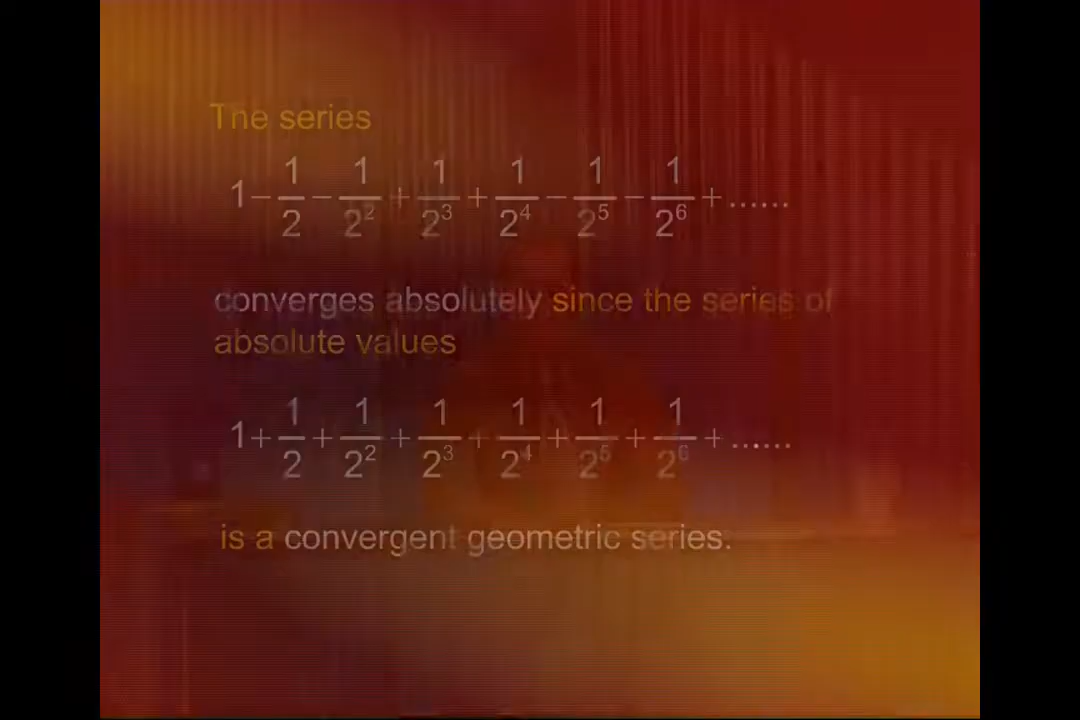 The series
1 − 1/2 − 1/2² + 1/2³ + 1/2⁴ − 1/2⁵ − 1/2⁶ + ......
converges absolutely since the series of
absolute values
1 + 1/2 + 1/2² + 1/2³ + 1/2⁴ + 1/2⁵ + 1/2⁶ + ......
is a convergent geometric series.